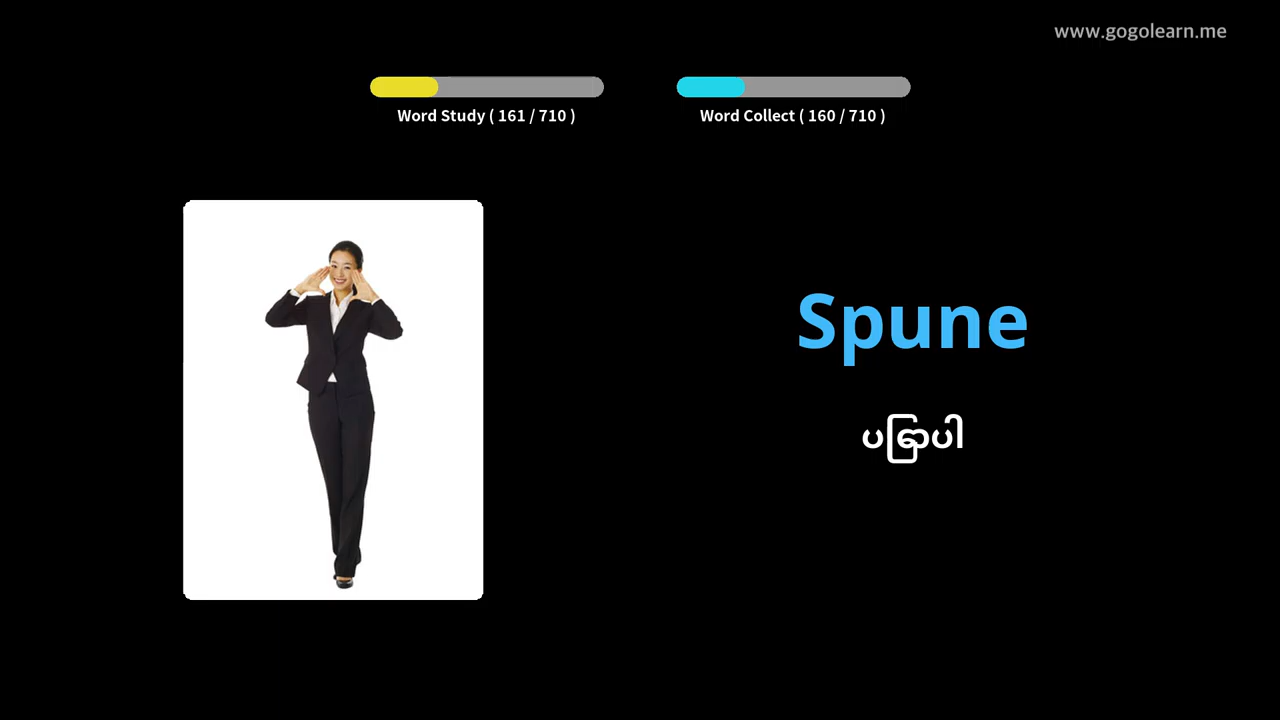 www.gogolearn.me
Word Study ( 161 / 710 )
Word Collect ( 160 / 710 )
Spune
ပြောပါ